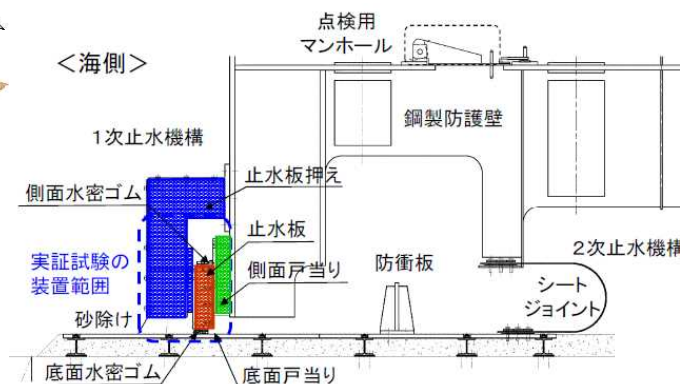 点検用
マンホール
＜海側＞
鋼製防護壁
1次止水機構
止水板押え
側面水密ゴム
止水板
実証試験の
装置範囲
側面戸当り
防衝板
2次止水機構
シート
ジョイント
砂除け
底面水密ゴム
底面戸当り